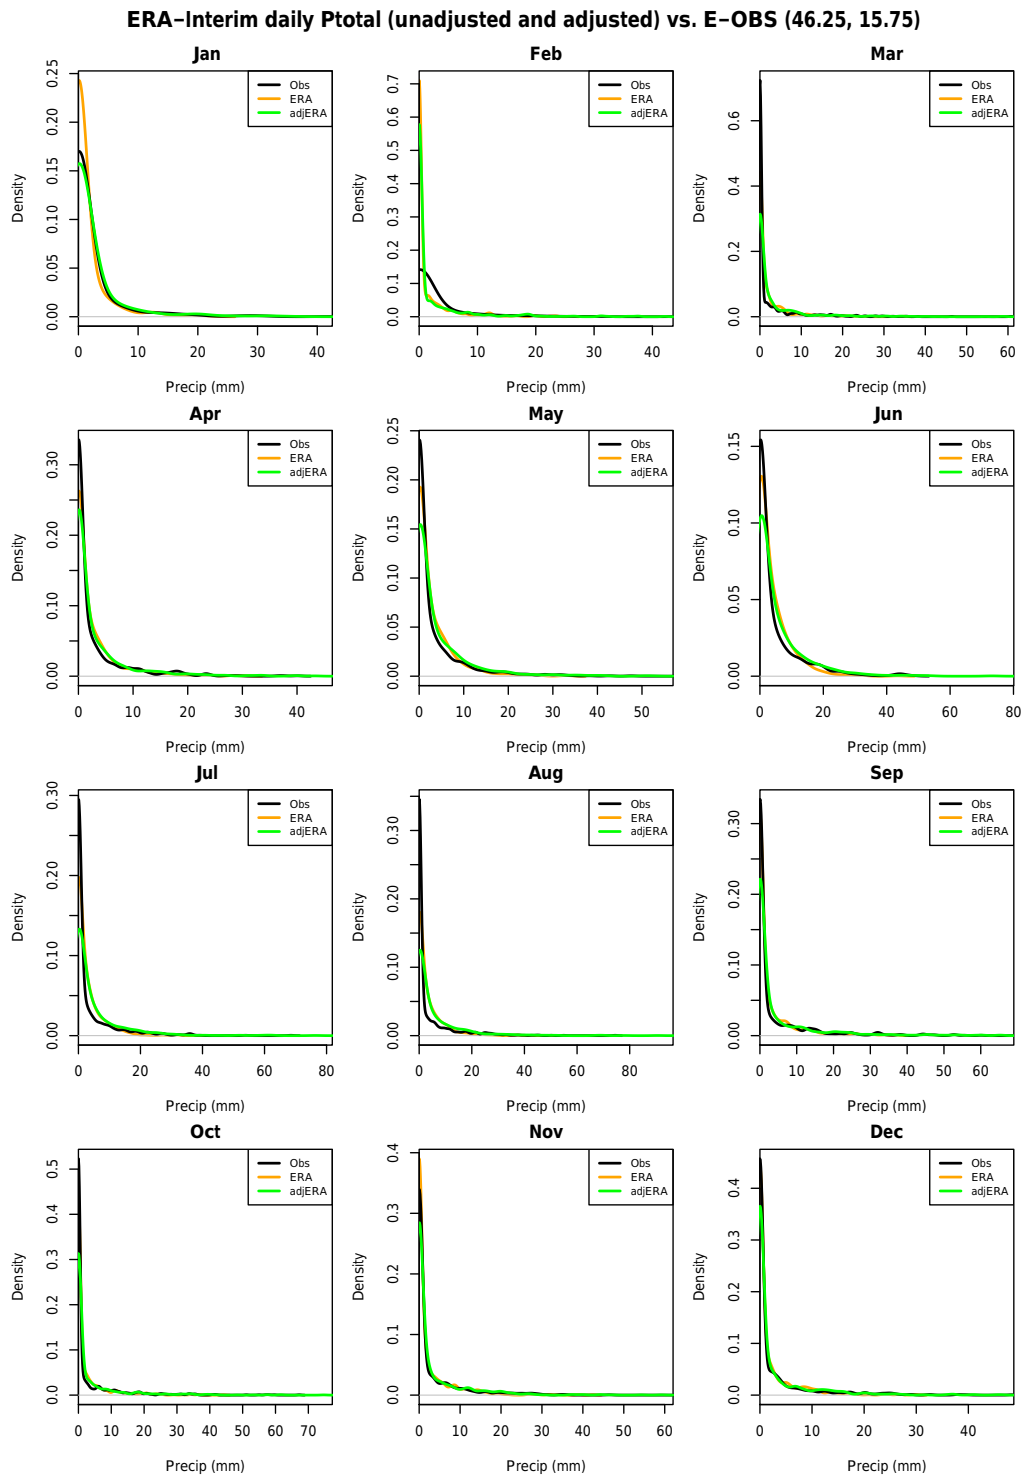 ERA−Interim daily Ptotal (unadjusted and adjusted) vs. E−OBS (46.25, 15.75)
Jan
Density
0.00 0.05 0.10 0.15 0.20 0.25
Obs
ERA
adjERA
0 10 20 30 40
Precip (mm)
Feb
Density
0.0 0.1 0.2 0.3 0.4 0.5 0.6 0.7
Obs
ERA
adjERA
0 10 20 30 40
Precip (mm)
Mar
Density
0.0 0.2 0.4 0.6
Obs
ERA
adjERA
0 10 20 30 40 50 60
Precip (mm)
Apr
Density
0.00 0.10 0.20 0.30
Obs
ERA
adjERA
0 10 20 30 40
Precip (mm)
May
Density
0.00 0.05 0.10 0.15 0.20 0.25
Obs
ERA
adjERA
0 10 20 30 40 50
Precip (mm)
Jun
Density
0.00 0.05 0.10 0.15
Obs
ERA
adjERA
0 20 40 60 80
Precip (mm)
Jul
Density
0.00 0.10 0.20 0.30
Obs
ERA
adjERA
0 20 40 60 80
Precip (mm)
Aug
Density
0.00 0.10 0.20 0.30
Obs
ERA
adjERA
0 20 40 60 80
Precip (mm)
Sep
Density
0.00 0.10 0.20 0.30
Obs
ERA
adjERA
0 10 20 30 40 50 60
Precip (mm)
Oct
Density
0.0 0.1 0.2 0.3 0.4 0.5
Obs
ERA
adjERA
0 10 20 30 40 50 60 70
Precip (mm)
Nov
Density
0.0 0.1 0.2 0.3 0.4
Obs
ERA
adjERA
0 10 20 30 40 50 60
Precip (mm)
Dec
Density
0.0 0.1 0.2 0.3 0.4
Obs
ERA
adjERA
0 10 20 30 40
Precip (mm)